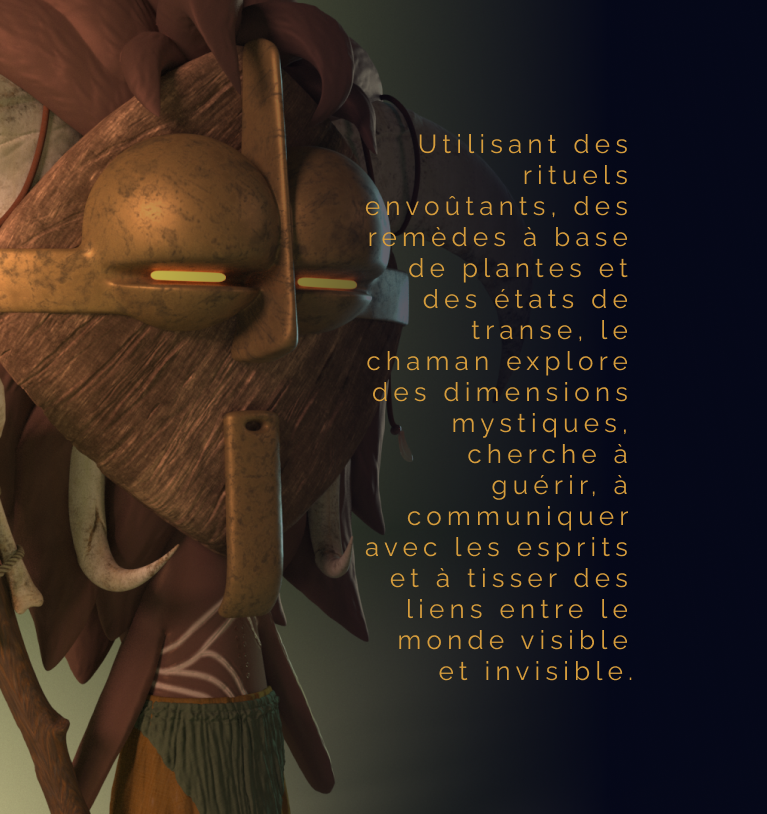 Utilisant des
rituels
envoûtants, des
remèdes à base
de plantes et
des états de
transe, le
chaman explore
des dimensions
mystiques,
cherche à
guérir, à
communiquer
avec les esprits
et à tisser des
liens entre le
monde visible
et invisible.